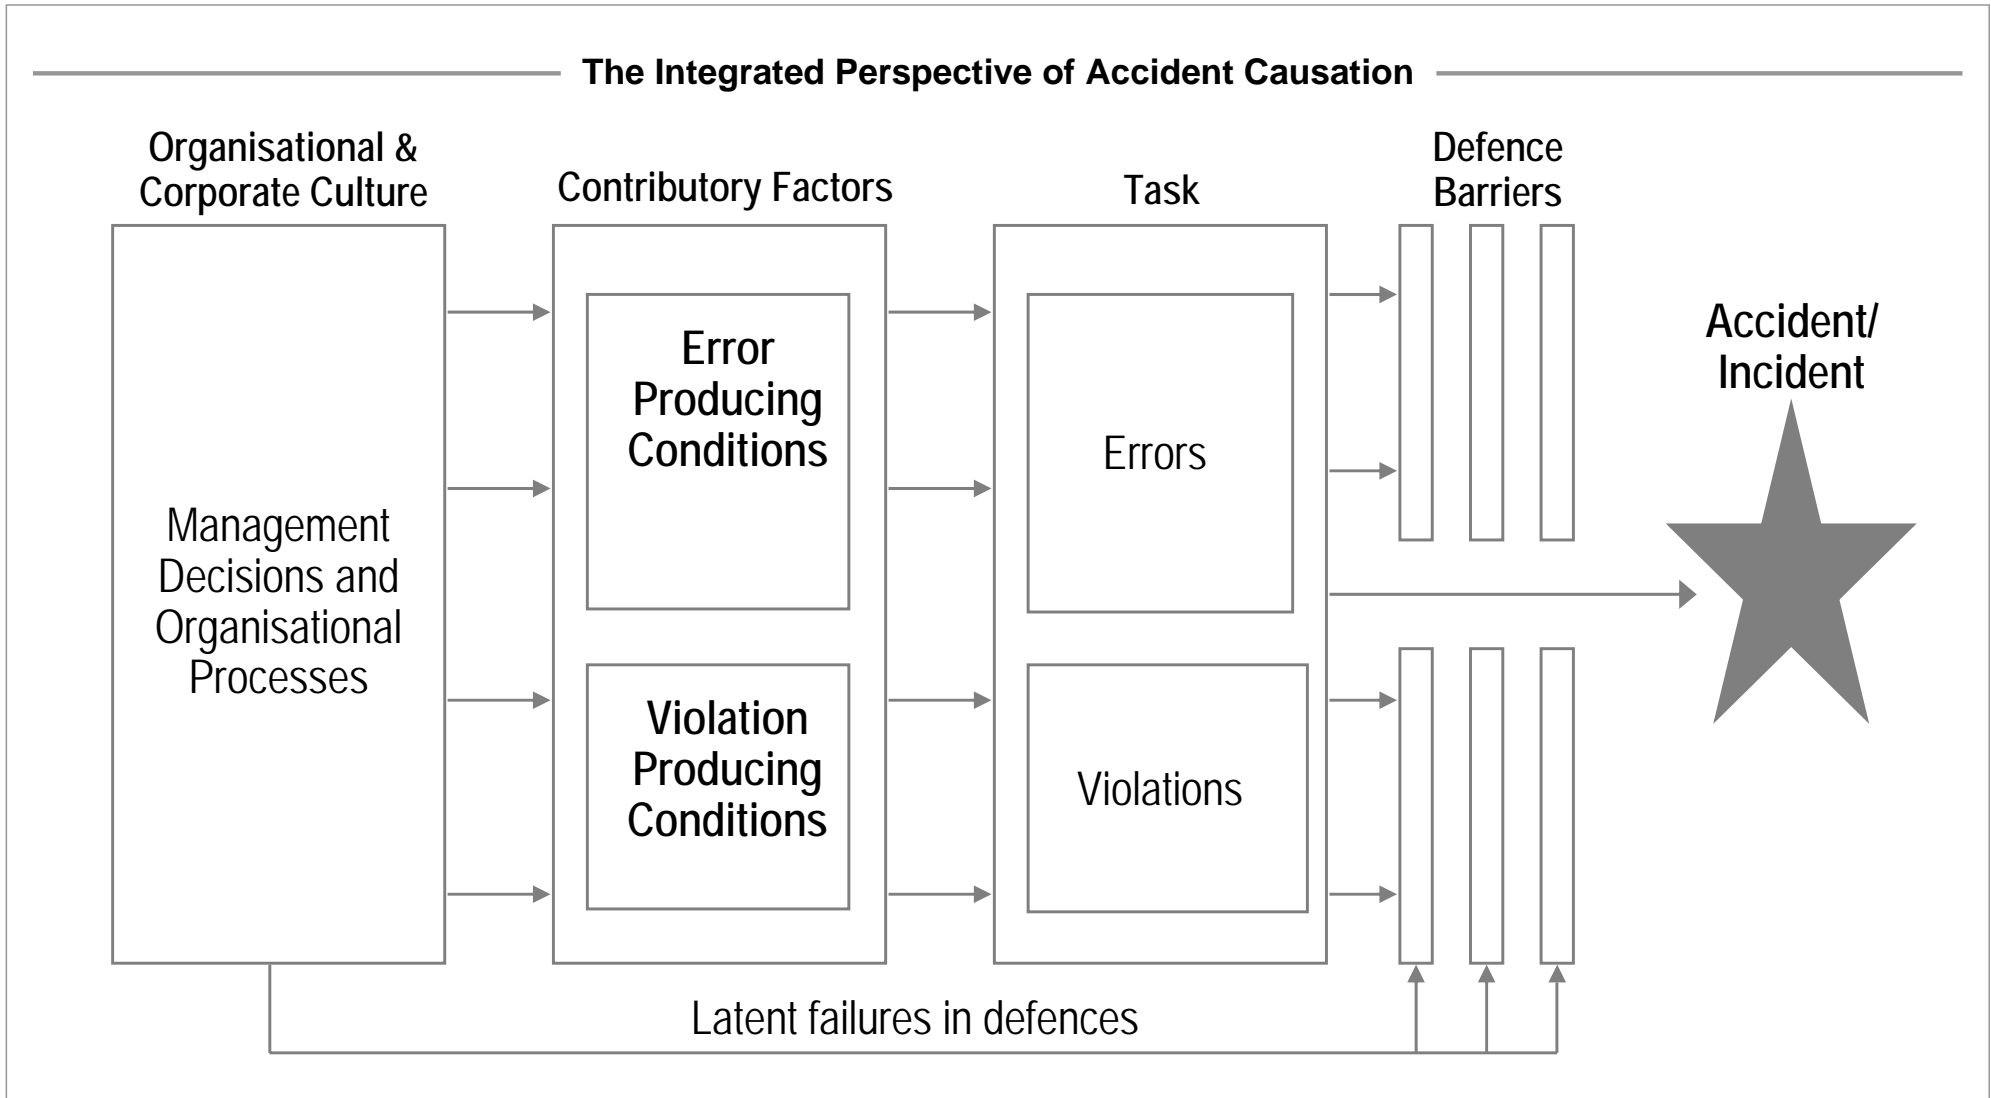 The Integrated Perspective of Accident Causation
Organisational &
Corporate Culture
Contributory Factors
Task
Defence
Barriers
Management
Decisions and
Organisational
Processes
Error
Producing
Conditions
Violation
Producing
Conditions
Errors
Violations
Accident/
Incident
Latent failures in defences